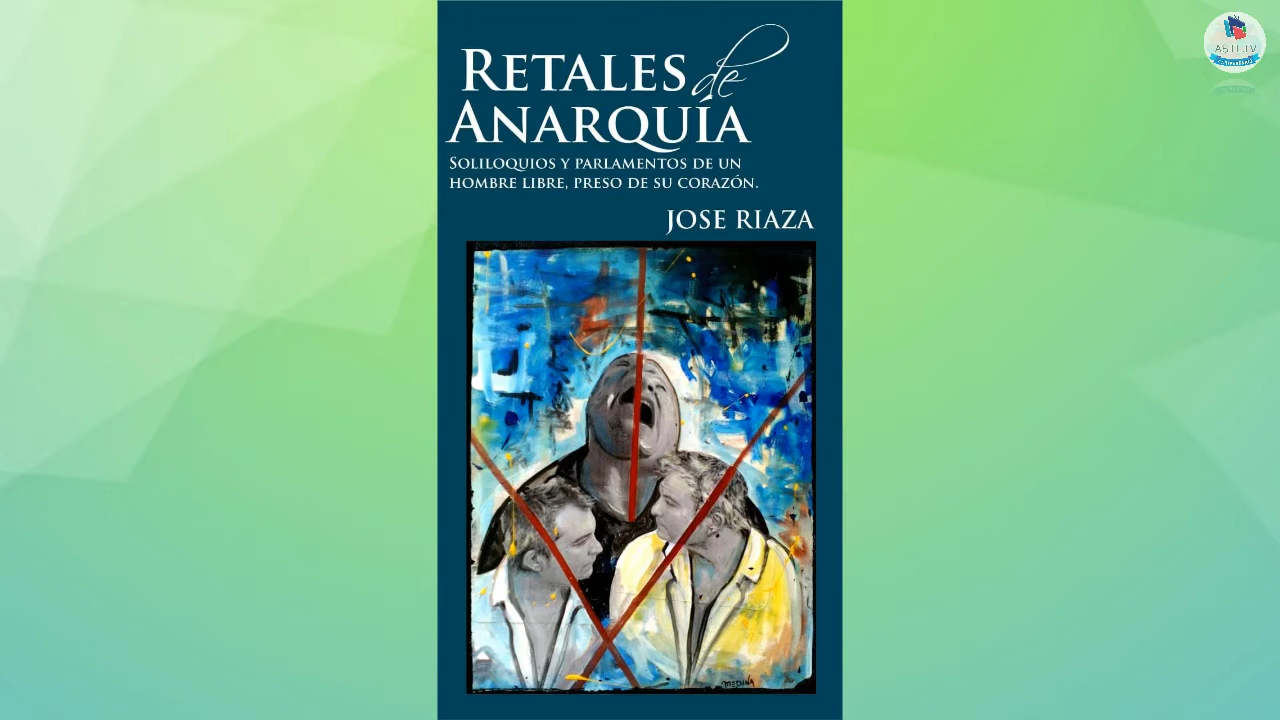 RETALES de
ANARQUÍA
SOLILOQUIOS Y PARLAMENTOS DE UN
HOMBRE LIBRE, PRESO DE SU CORAZÓN.
JOSE RIAZA
MEDINA